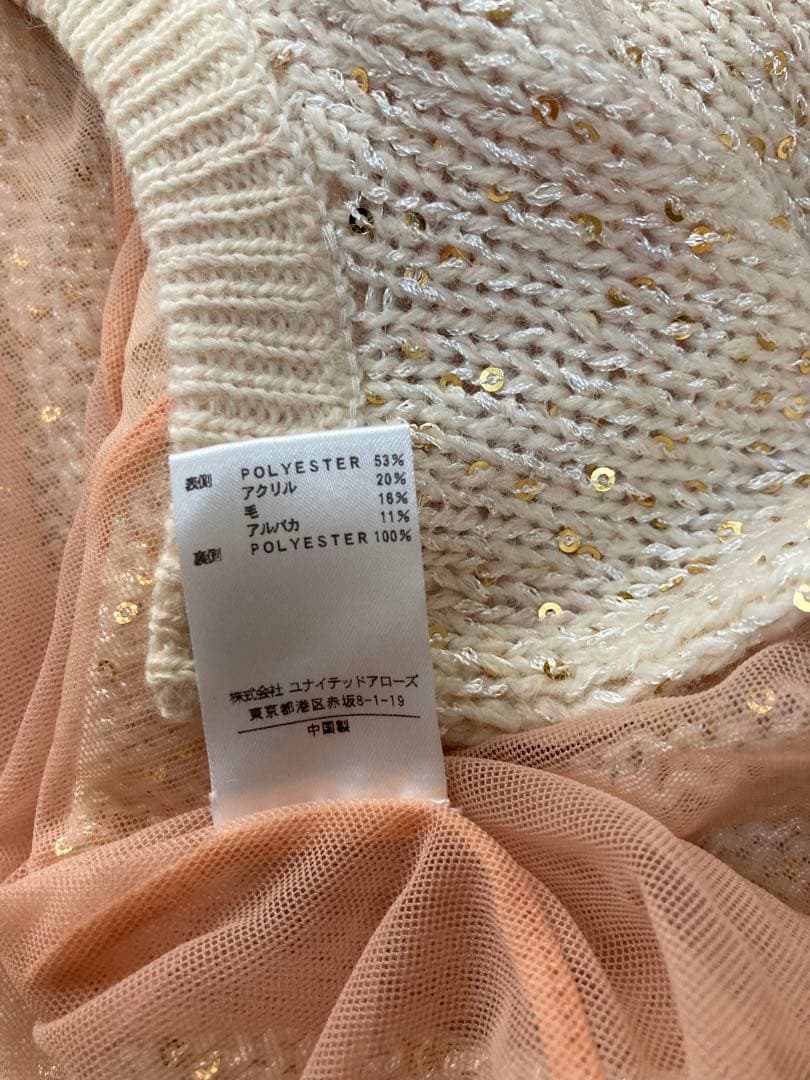 表側 POLYESTER 53%
アクリル 20%
毛 16%
アルパカ 11%
裏側 POLYESTER 100%
株式会社 ユナイテッドアローズ
東京都港区赤坂8-1-19
中国製